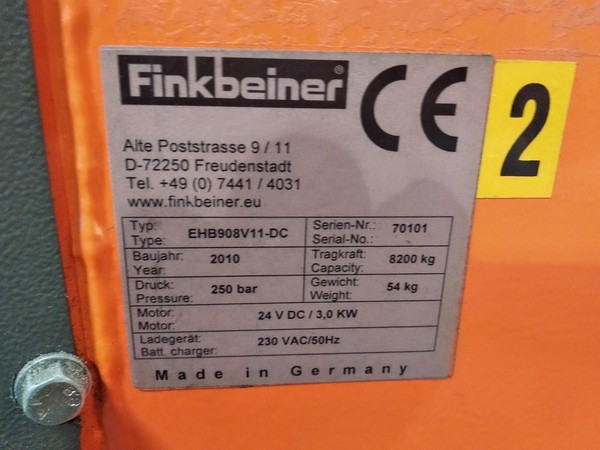 Finkbeiner®
CE
2
Alte Poststrasse 9 / 11
D-72250 Freudenstadt
Tel. +49 (0) 7441 / 4031
www.finkbeiner.eu
Typ: EHB908V11-DC Serien-Nr.: 70101
Type: Serial-No.:
Baujahr: 2010 Tragkraft: 8200 kg
Year: Capacity:
Druck: 250 bar Gewicht: 54 kg
Pressure: Weight:
Motor: 24 V DC / 3,0 KW
Motor:
Ladegerät: 230 VAC/50Hz
Batt. charger:
Made in Germany